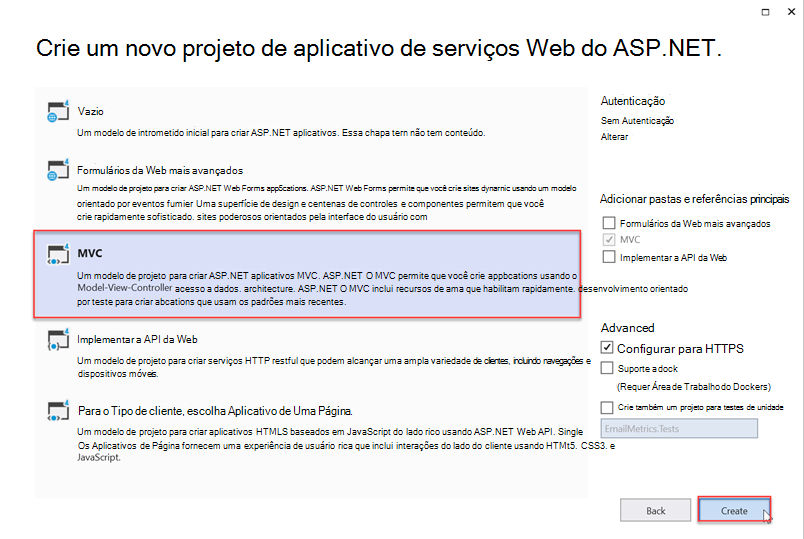 Crie um novo projeto de aplicativo de serviços Web do ASP.NET.
Vazio
Um modelo de intrometido inicial para criar ASP.NET aplicativos. Essa chapa tern não tem conteúdo.
Formulários da Web mais avançados
Um modelo de projeto para criar ASP.NET Web Forms app6cations. ASP.NET Web Forms permite que você crie sites dynarnic usando um modelo
orientado por eventos fumier Uma superfície de design e centenas de controles e componentes permitem que você
crie rapidamente sofisticado. sites poderosos orientados pela interface do usuário com
MVC
Um modelo de projeto para criar ASP.NET aplicativos MVC. ASP.NET O MVC permite que você crie appbcations usando o
Model-View-Controller acesso a dados. architecture. ASP.NET O MVC inclui recursos de ama que habilitam rapidamente. desenvolvimento orientado
por teste para criar abcations que usam os padrões mais recentes.
Implementar a API da Web
Um modelo de projeto para criar serviços HTTP restful que podem alcançar uma ampla variedade de clientes, incluindo navegações e
dispositivos móveis.
Para o Tipo de cliente, escolha Aplicativo de Uma Página.
Um modelo de projeto para criar aplicativos HTMLS baseados em JavaScript do lado rico usando ASP.NET Web API. Single
Os Aplicativos de Página fornecem uma experiência de usuário rica que inclui interações do lado do cliente usando HTMt5. CSS3. e
JavaScript.
Autenticação
Sem Autenticação
Alterar
Adicionar pastas e referências principais
Formulários da Web mais avançados
MVC
Implementar a API da Web
Advanced
Configurar para HTTPS
Suporte a dock
(Requer Área de Trabalho do Dockers)
Crie também um projeto para testes de unidade
EmailMetrics.Tests
Back
Create